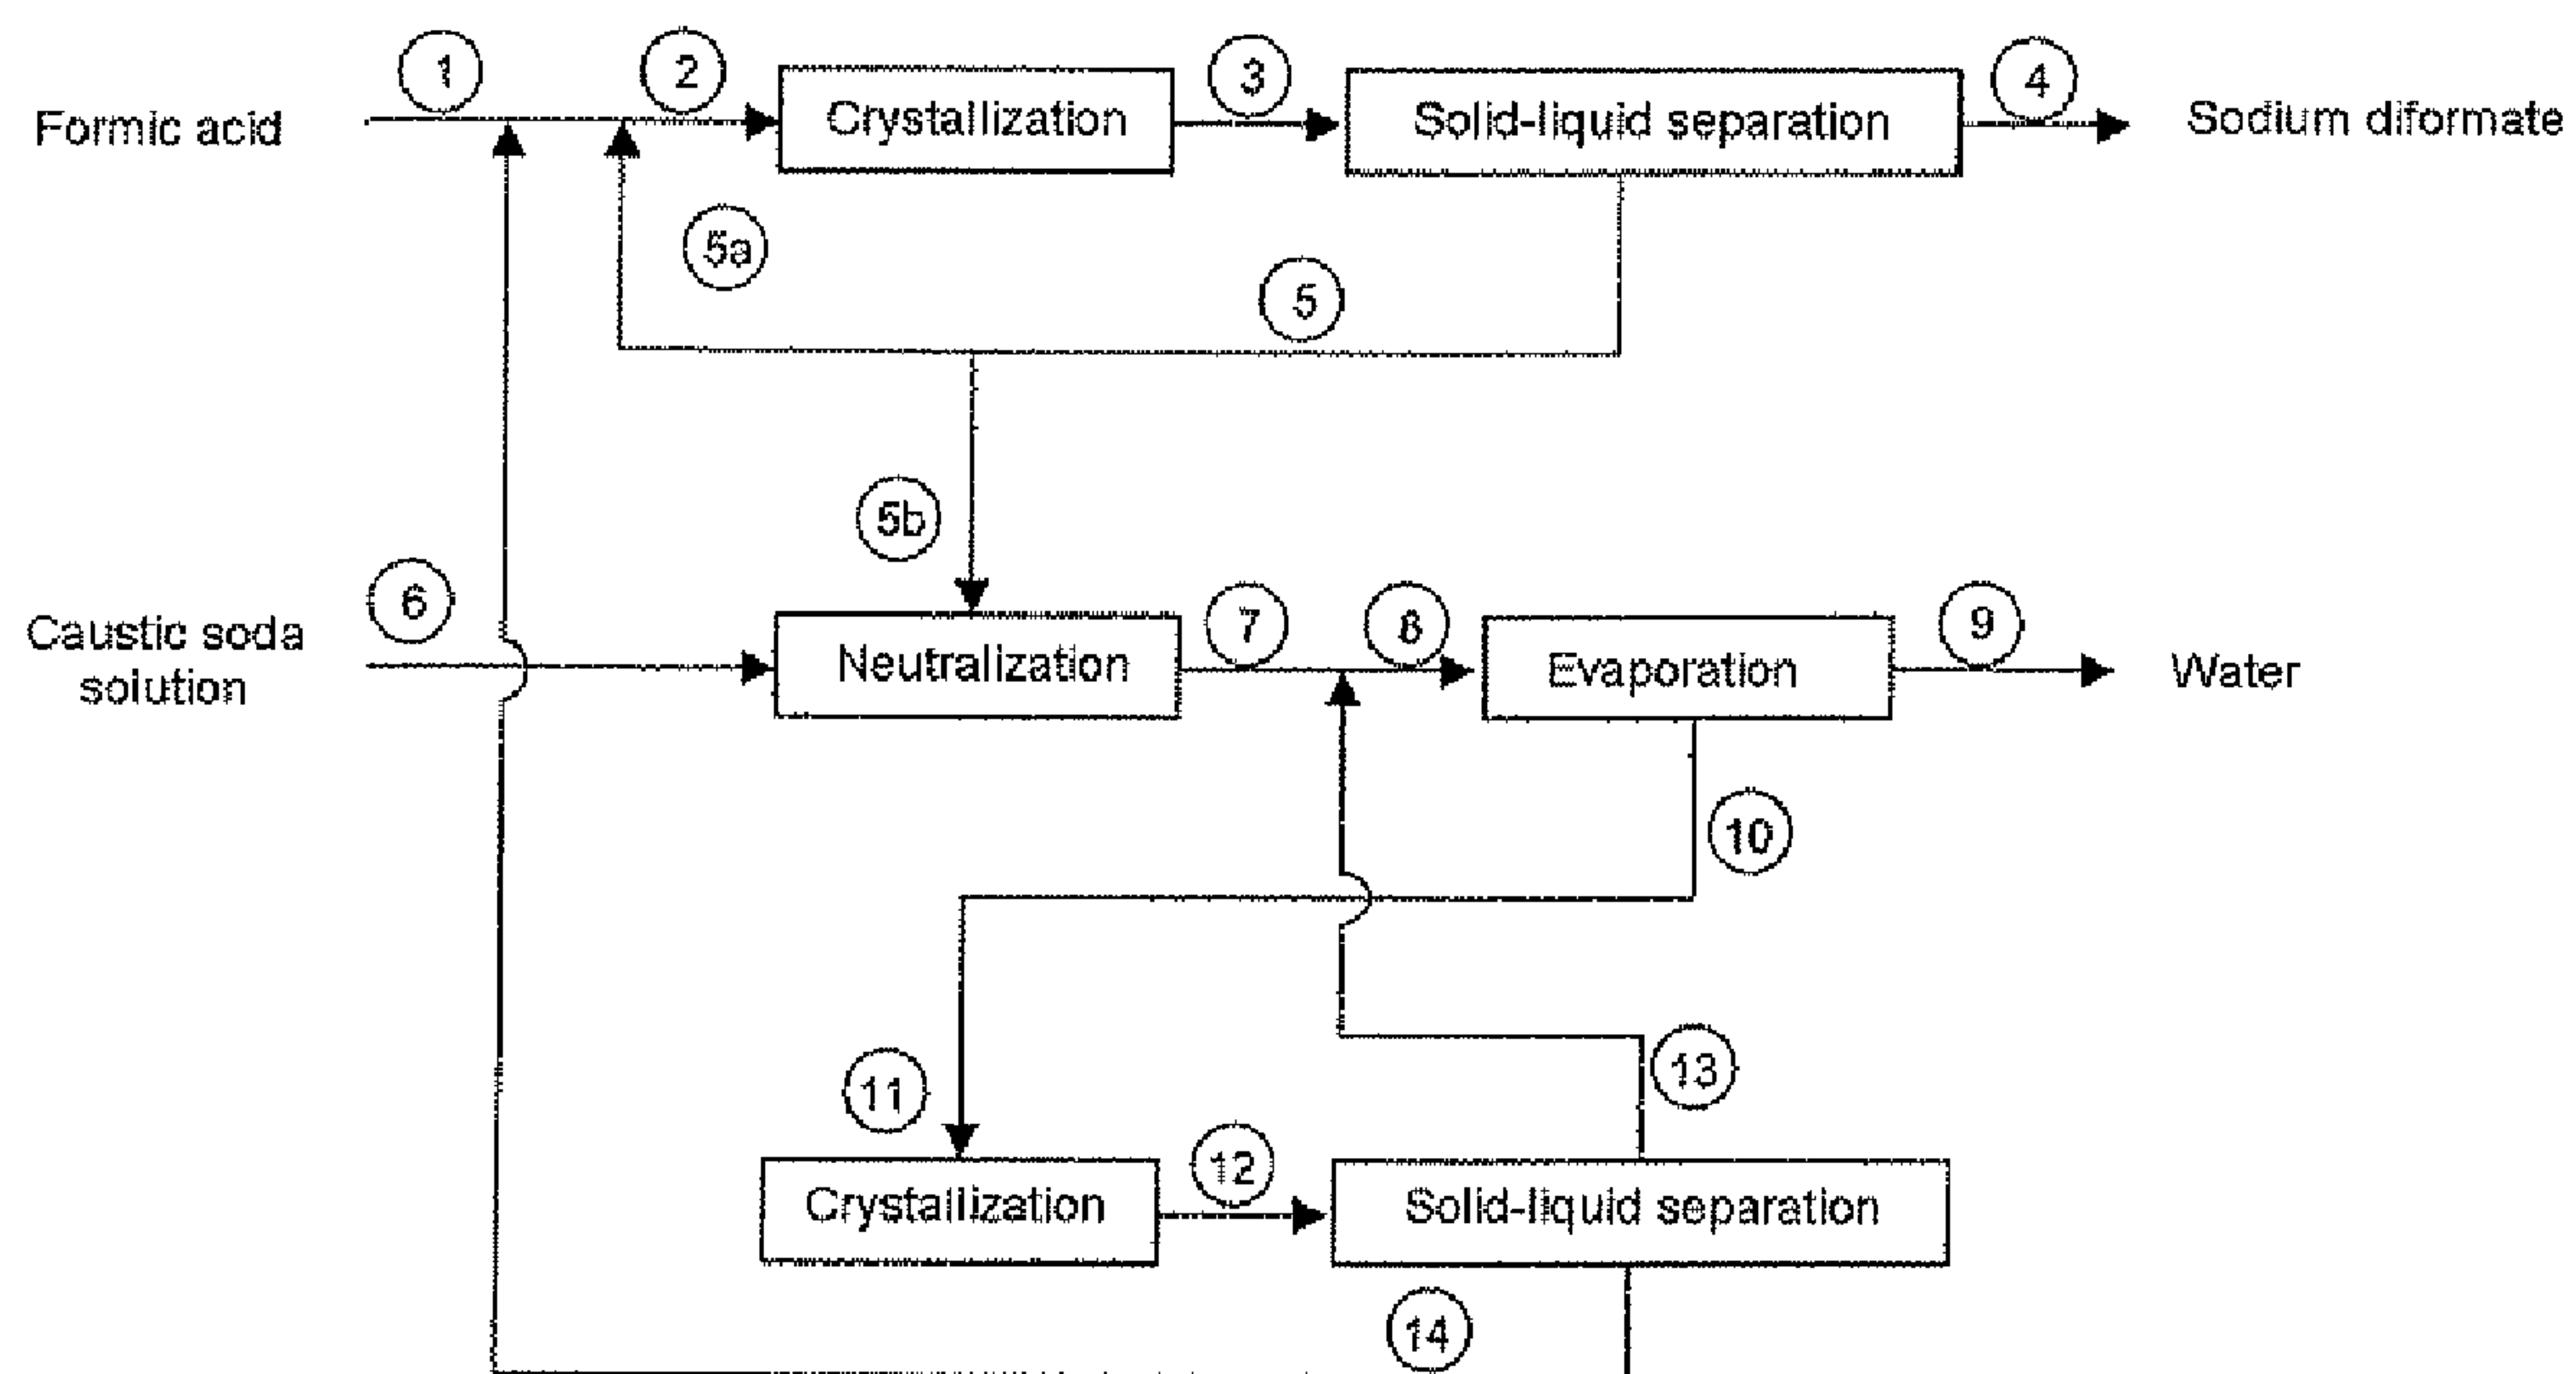 1
2
3
4
Formic acid
Crystallization
Solid-liquid separation
Sodium diformate
5a
5
5b
6
7
8
9
Caustic soda
solution
Neutralization
Evaporation
Water
10
11
13
12
Crystallization
Solid-liquid separation
14